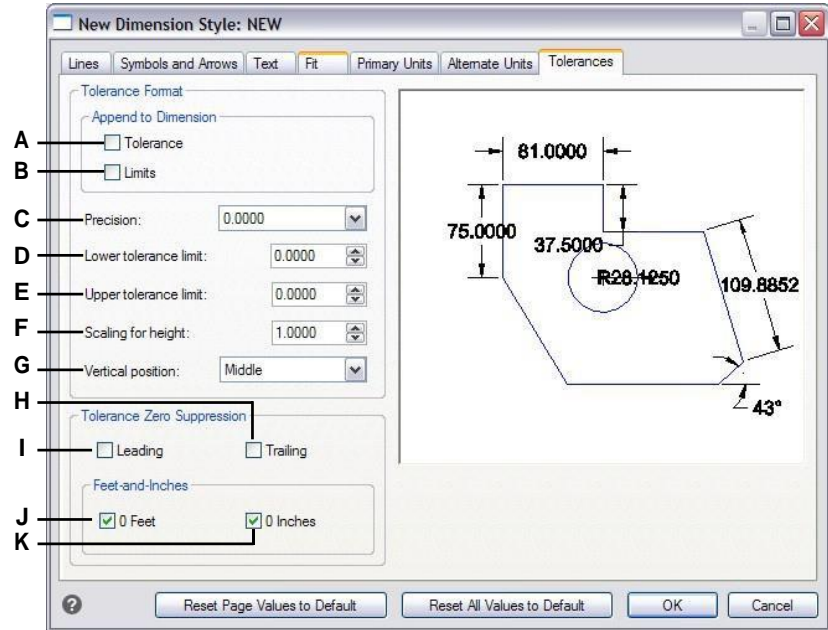 New Dimension Style: NEW
Lines Symbols and Arrows Text Fit Primary Units Alternate Units Tolerances
Tolerance Format
Append to Dimension
A Tolerance
B Limits
C Precision: 0.0000
D Lower tolerance limit: 0.0000
E Upper tolerance limit: 0.0000
F Scaling for height: 1.0000
G Vertical position: Middle
H
Tolerance Zero Suppression
I Leading Trailing
Feet-and-Inches
J 0 Feet 0 Inches
K
81.0000
75.0000
37.5000
R28.1250
109.8852
43°
? Reset Page Values to Default Reset All Values to Default OK Cancel